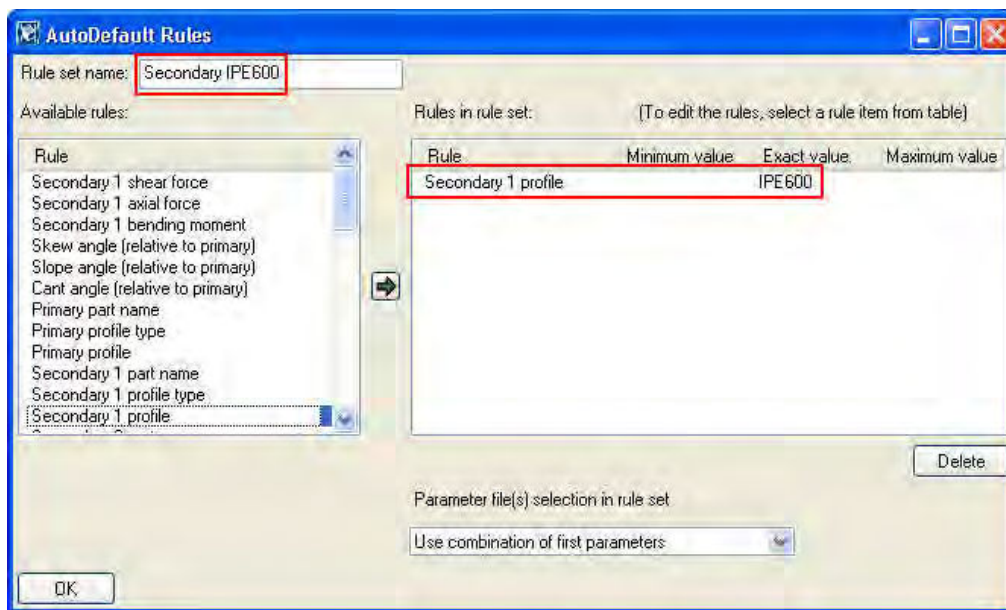 AutoDefault Rules
Rule set name: Secondary IPE600
Available rules:
Rule
Secondary 1 shear force
Secondary 1 axial force
Secondary 1 bending moment
Skew angle (relative to primary)
Slope angle (relative to primary)
Cant angle (relative to primary)
Primary part name
Primary profile type
Primary profile
Secondary 1 part name
Secondary 1 profile type
Secondary 1 profile
Rules in rule set: (To edit the rules, select a rule item from table)
Rule Minimum value Exact value Maximum value
Secondary 1 profile IPE600
Delete
Parameter file(s) selection in rule set
Use combination of first parameters
OK